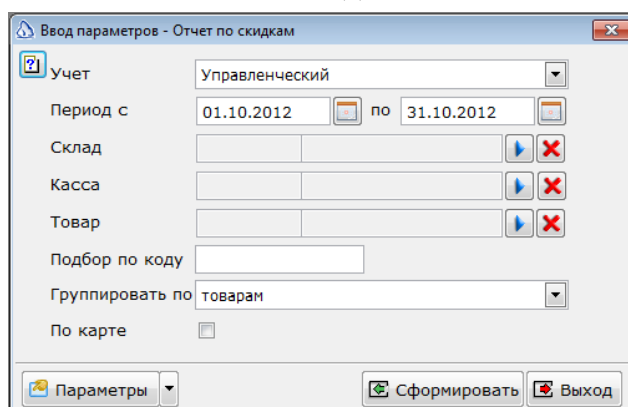 Ввод параметров - Отчет по скидкам
Учет Управленческий
Период с 01.10.2012 по 31.10.2012
Склад
Касса
Товар
Подбор по коду
Группировать по товарам
По карте
Параметры Сформировать Выход